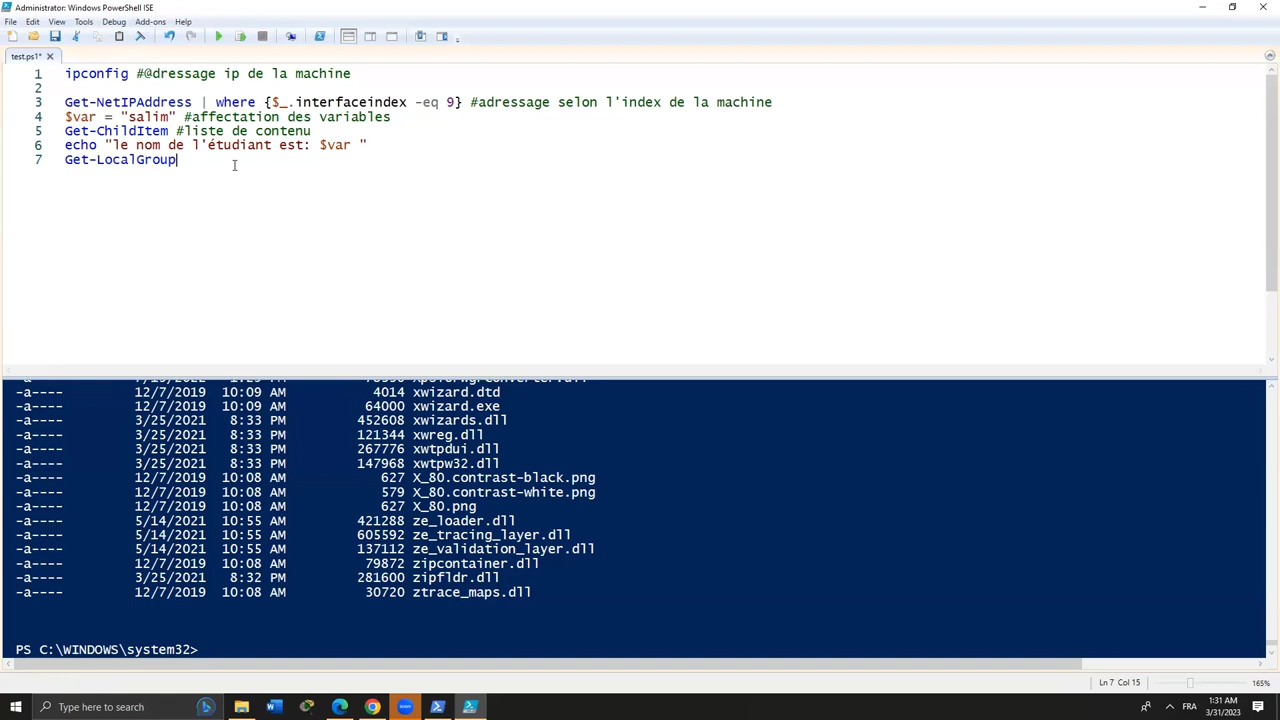 Administrator: Windows PowerShell ISE
File Edit View Tools Debug Add-ons Help
test.ps1*
1 ipconfig #@dressage ip de la machine
2
3 Get-NetIPAddress | where {$_.interfaceindex -eq 9} #adressage selon l'index de la machine
4 $var = "salim" #affectation des variables
5 Get-ChildItem #liste de contenu
6 echo "le nom de l'étudiant est: $var "
7 Get-LocalGroup
-a---- 12/7/2019 10:09 AM 4014 xwizard.dtd
-a---- 12/7/2019 10:09 AM 64000 xwizard.exe
-a---- 3/25/2021 8:33 PM 452608 xwizards.dll
-a---- 12/7/2019 10:09 AM 121344 xwreg.dll
-a---- 3/25/2021 8:33 PM 267776 xwtpdui.dll
-a---- 3/25/2021 8:33 PM 147968 xwtpw32.dll
-a---- 12/7/2019 10:08 AM 627 X_80.contrast-black.png
-a---- 12/7/2019 10:08 AM 579 X_80.contrast-white.png
-a---- 12/7/2019 10:08 AM 627 X_80.png
-a---- 5/14/2021 10:55 AM 421288 ze_loader.dll
-a---- 5/14/2021 10:55 AM 605592 ze_tracing_layer.dll
-a---- 5/14/2021 10:55 AM 137112 ze_validation_layer.dll
-a---- 12/7/2019 10:08 AM 79872 zipcontainer.dll
-a---- 3/25/2021 8:32 PM 281600 zipfldr.dll
-a---- 12/7/2019 10:08 AM 30720 ztrace_maps.dll
PS C:\WINDOWS\system32>
Ln 7 Col 15 165%
Type here to search
FRA
1:31 AM
3/31/2023